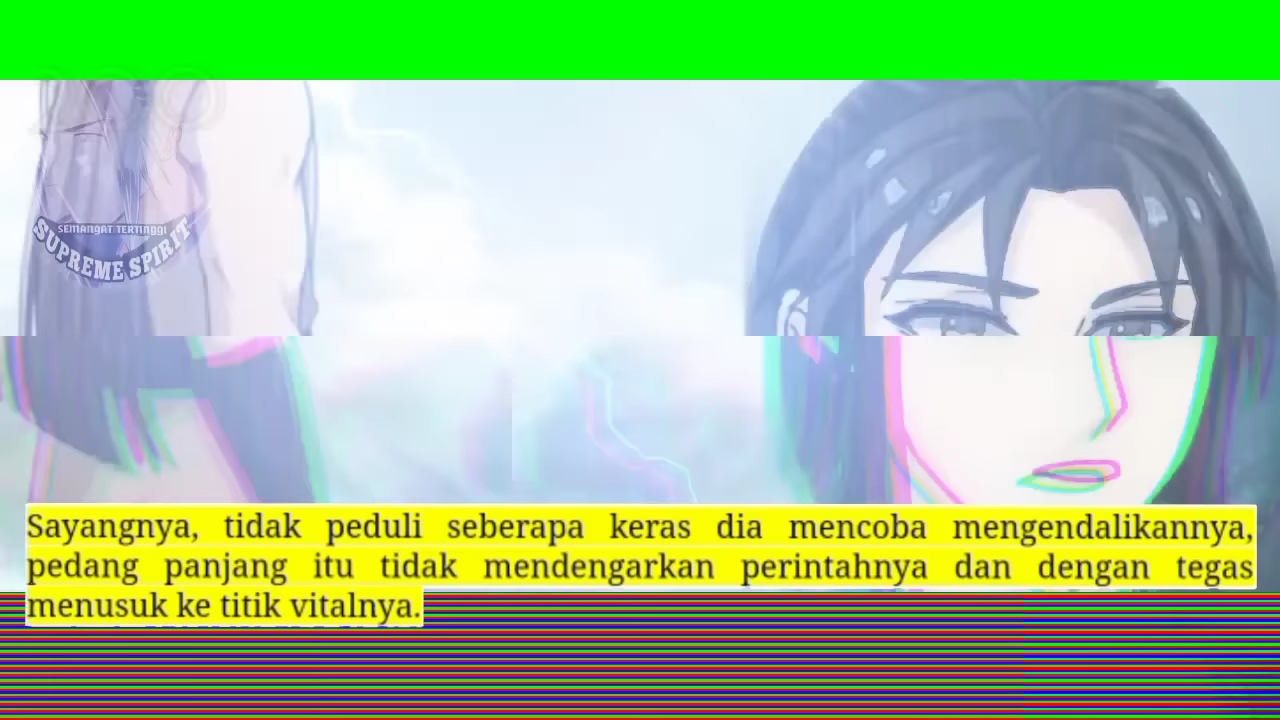 SEMANGAT TERTINGGI
SUPREME SPIRIT
Sayangnya, tidak peduli seberapa keras dia mencoba mengendalikannya,
pedang panjang itu tidak mendengarkan perintahnya dan dengan tegas
menusuk ke titik vitalnya.